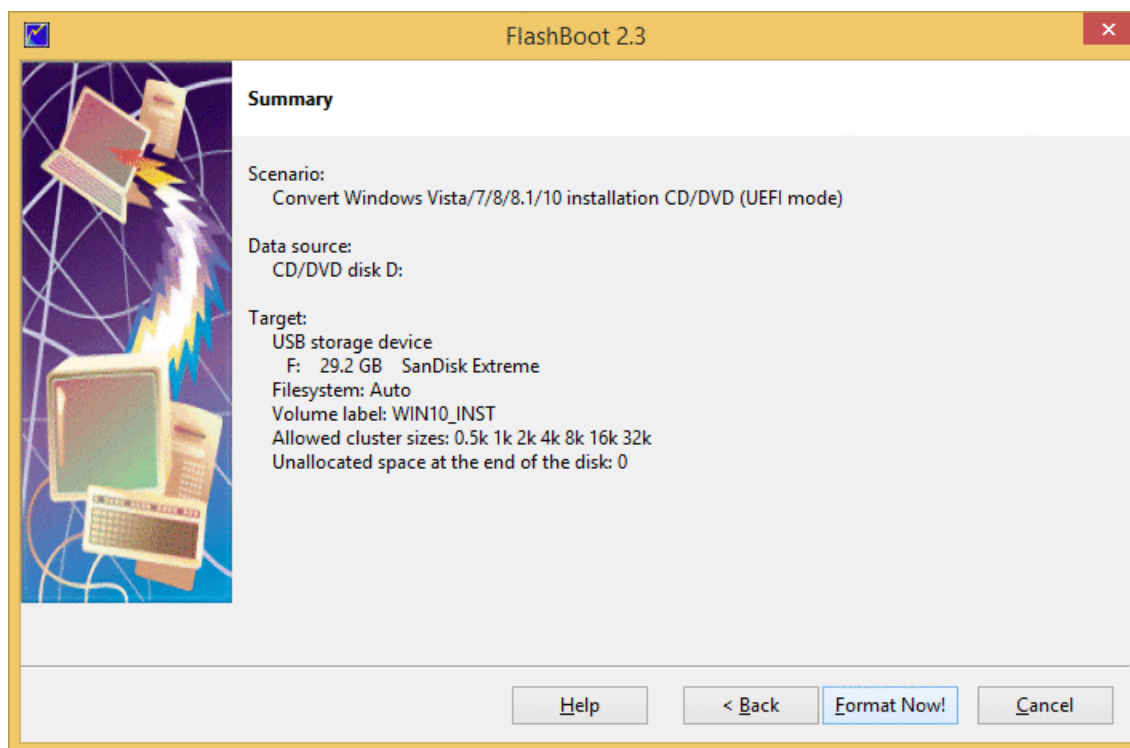 FlashBoot 2.3
Summary
Scenario:
Convert Windows Vista/7/8/8.1/10 installation CD/DVD (UEFI mode)
Data source:
CD/DVD disk D:
Target:
USB storage device
F: 29.2 GB SanDisk Extreme
Filesystem: Auto
Volume label: WIN10_INST
Allowed cluster sizes: 0.5k 1k 2k 4k 8k 16k 32k
Unallocated space at the end of the disk: 0
Help
< Back
Format Now!
Cancel